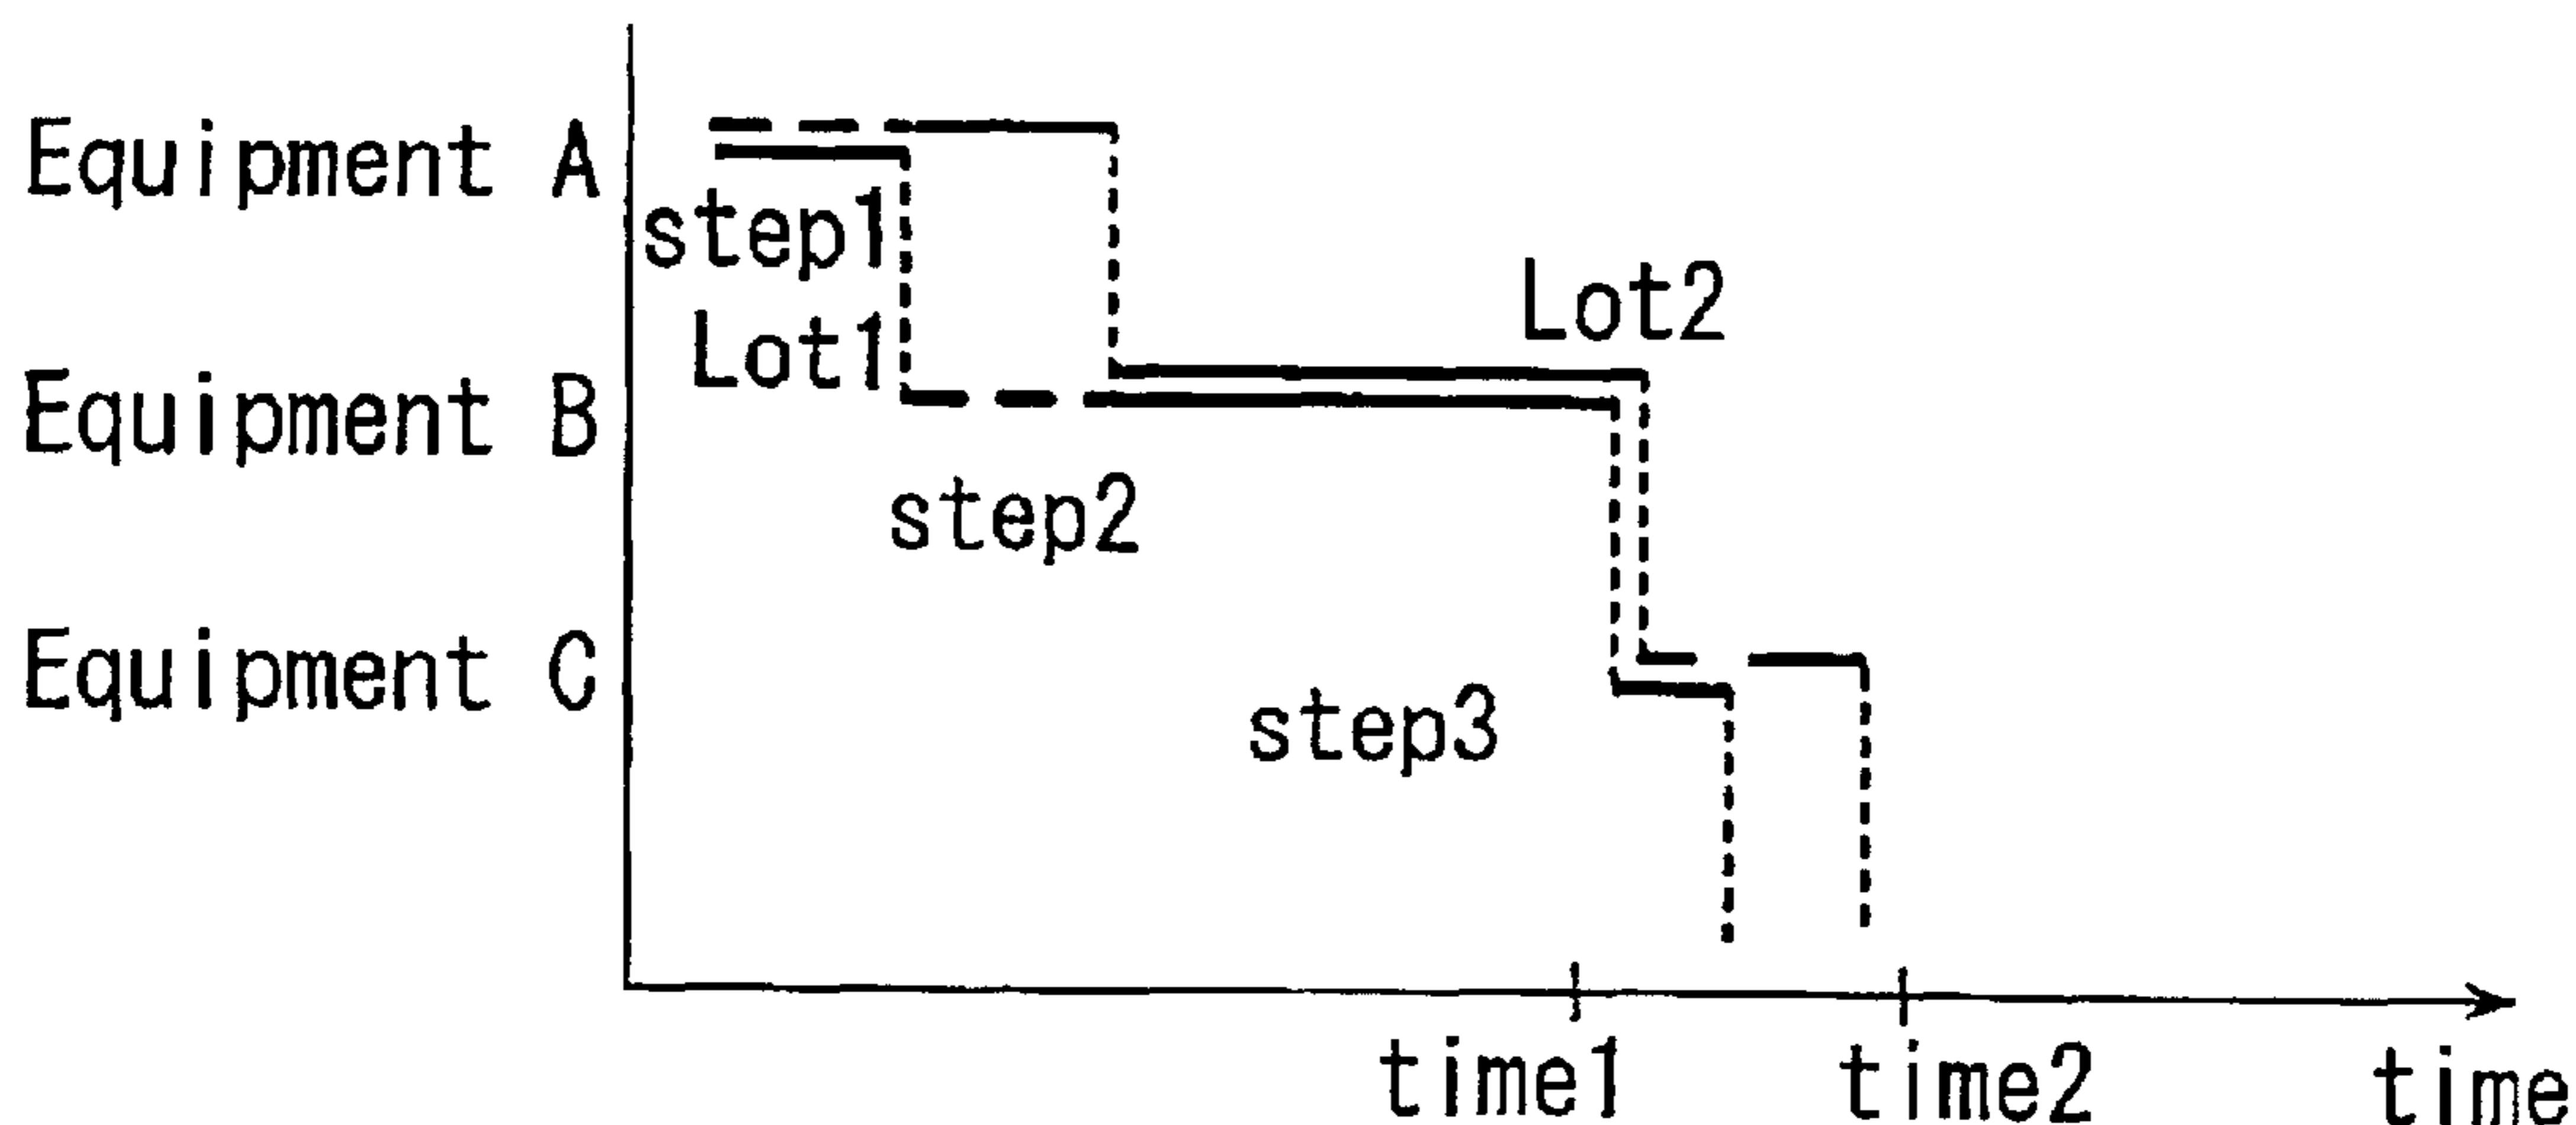 Equipment A
step1
Lot1
Lot2
Equipment B
step2
Equipment C
step3
time1
time2
time